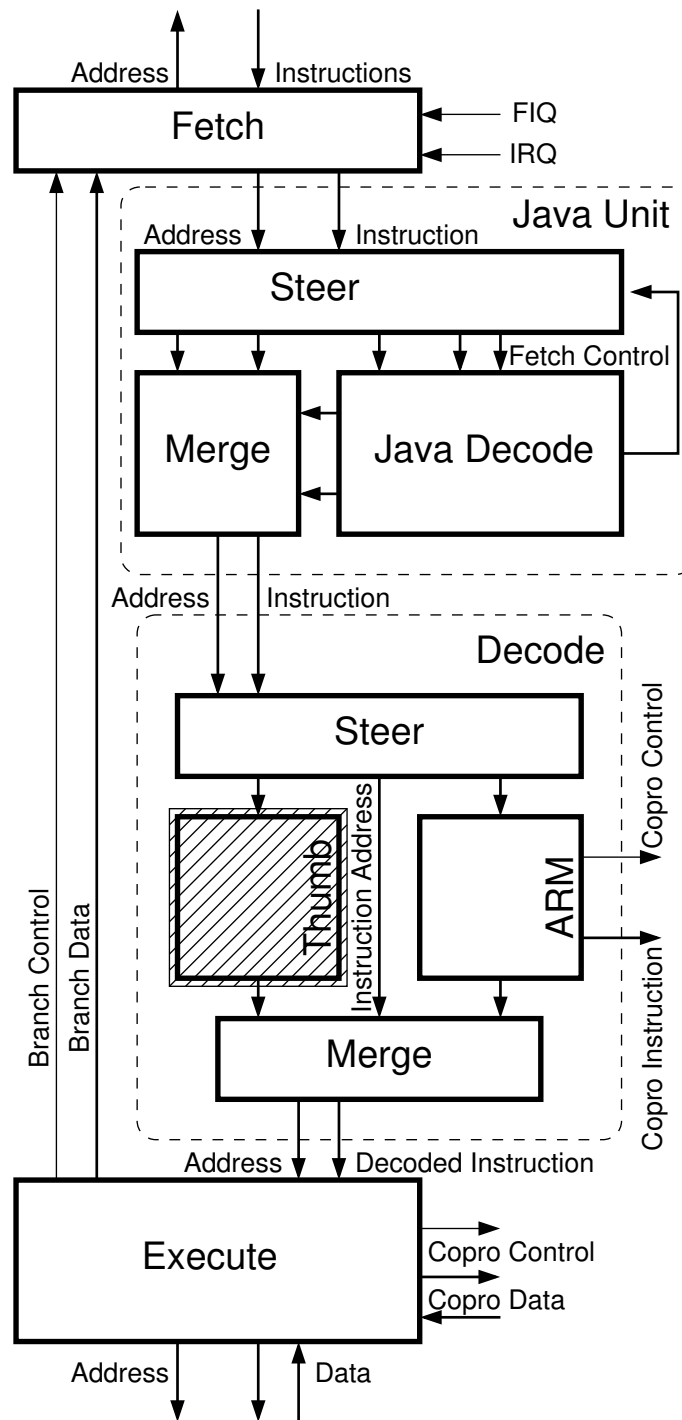 Address
Instructions
Fetch
FIQ
IRQ
Java Unit
Address
Instruction
Steer
Fetch Control
Merge
Java Decode
Address
Instruction
Decode
Steer
Copro Control
Thumb
Instruction Address
ARM
Branch Control
Branch Data
Copro Instruction
Merge
Address
Decoded Instruction
Execute
Copro Control
Copro Data
Address
Data